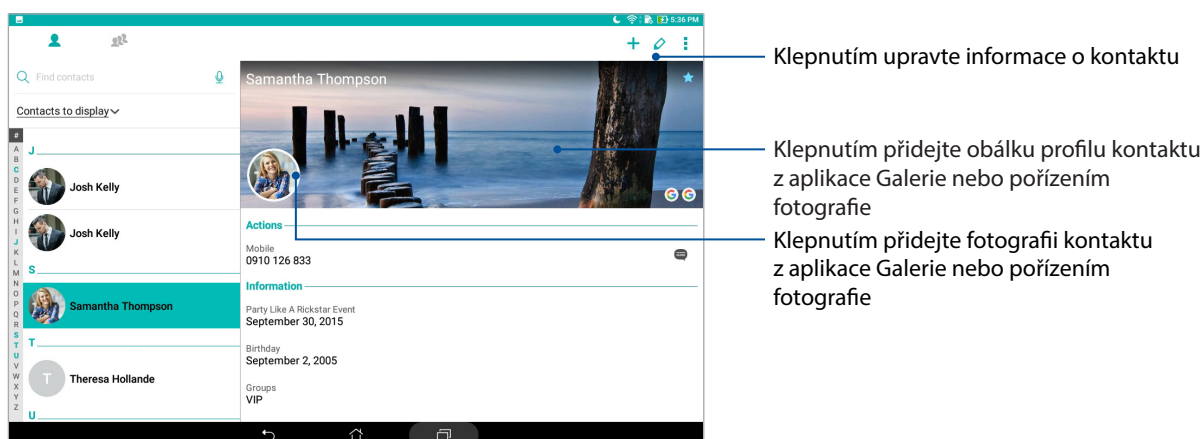 5:36 PM
Find contacts
Contacts to display
#
A
B
C
D
E
F
G
H
I
J
K
L
M
N
O
P
Q
R
S
T
U
V
W
X
Y
Z
J
Josh Kelly
Josh Kelly
S
Samantha Thompson
T
T
Theresa Hollande
U
Samantha Thompson
G G
Actions
Mobile
0910 126 833
Information
Party Like A Rickstar Event
September 30, 2015
Birthday
September 2, 2005
Groups
VIP
Klepnutím upravte informace o kontaktu
Klepnutím přidejte obálku profilu kontaktu
z aplikace Galerie nebo pořízením
fotografie
Klepnutím přidejte fotografii kontaktu
z aplikace Galerie nebo pořízením
fotografie